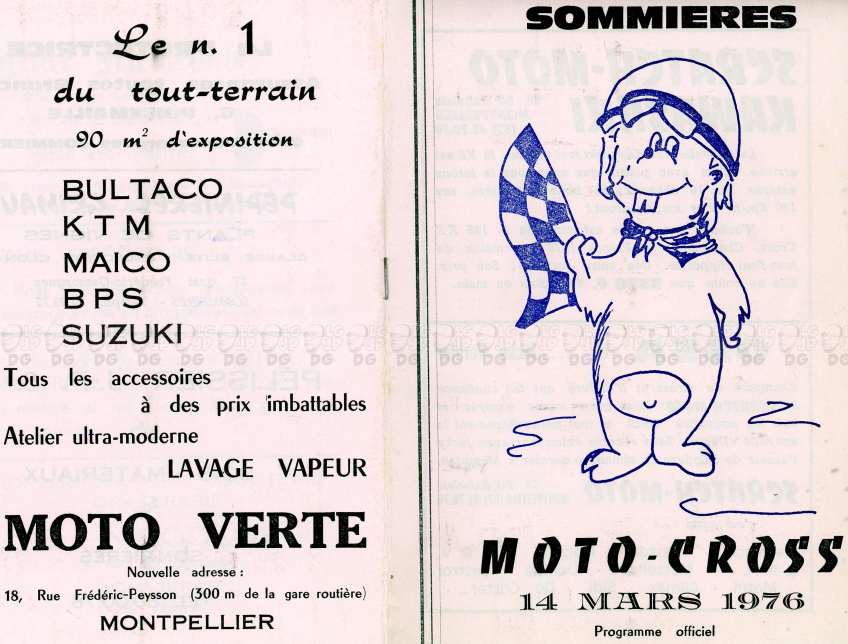 Le n. 1
du tout-terrain
90 m² d'exposition
BULTACO
KTM
MAICO
BPS
SUZUKI
Tous les accessoires
à des prix imbattables
Atelier ultra-moderne
LAVAGE VAPEUR
MOTO VERTE
Nouvelle adresse :
18, Rue Frédéric-Peysson (300 m de la gare routière)
MONTPELLIER
SOMMIERES
MOTO-CROSS
14 MARS 1976
Programme officiel